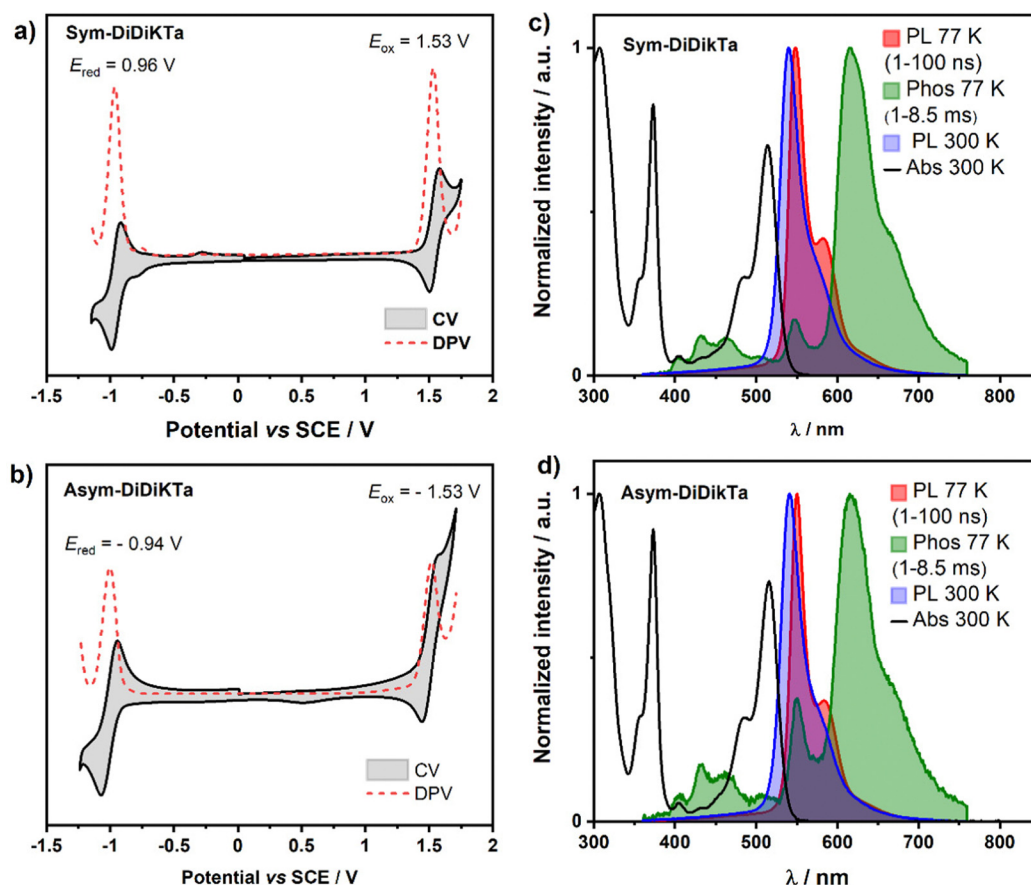 a)
Sym-DiDiKTa
E_ox = 1.53 V
E_red = 0.96 V
CV
DPV
-1.5 -1 -0.5 0 0.5 1 1.5 2
Potential vs SCE / V
b)
Asym-DiDiKTa
E_ox = - 1.53 V
E_red = - 0.94 V
CV
DPV
-1.5 -1 -0.5 0 0.5 1 1.5 2
Potential vs SCE / V
c)
Sym-DiDikTa
PL 77 K
(1-100 ns)
Phos 77 K
(1-8.5 ms)
PL 300 K
Abs 300 K
Normalized intensity / a.u.
1
0
300 400 500 600 700 800
λ / nm
d)
Asym-DiDikTa
PL 77 K
(1-100 ns)
Phos 77 K
(1-8.5 ms)
PL 300 K
Abs 300 K
Normalized intensity / a.u.
1
0
300 400 500 600 700 800
λ / nm